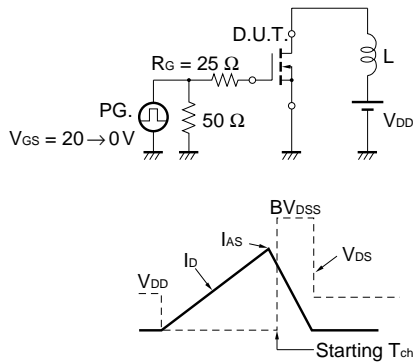 D.U.T.
RG = 25 Ω
L
PG.
50 Ω
VDD
VGS = 20 → 0 V
BVDSS
IAS
ID
VDS
VDD
Starting Tch